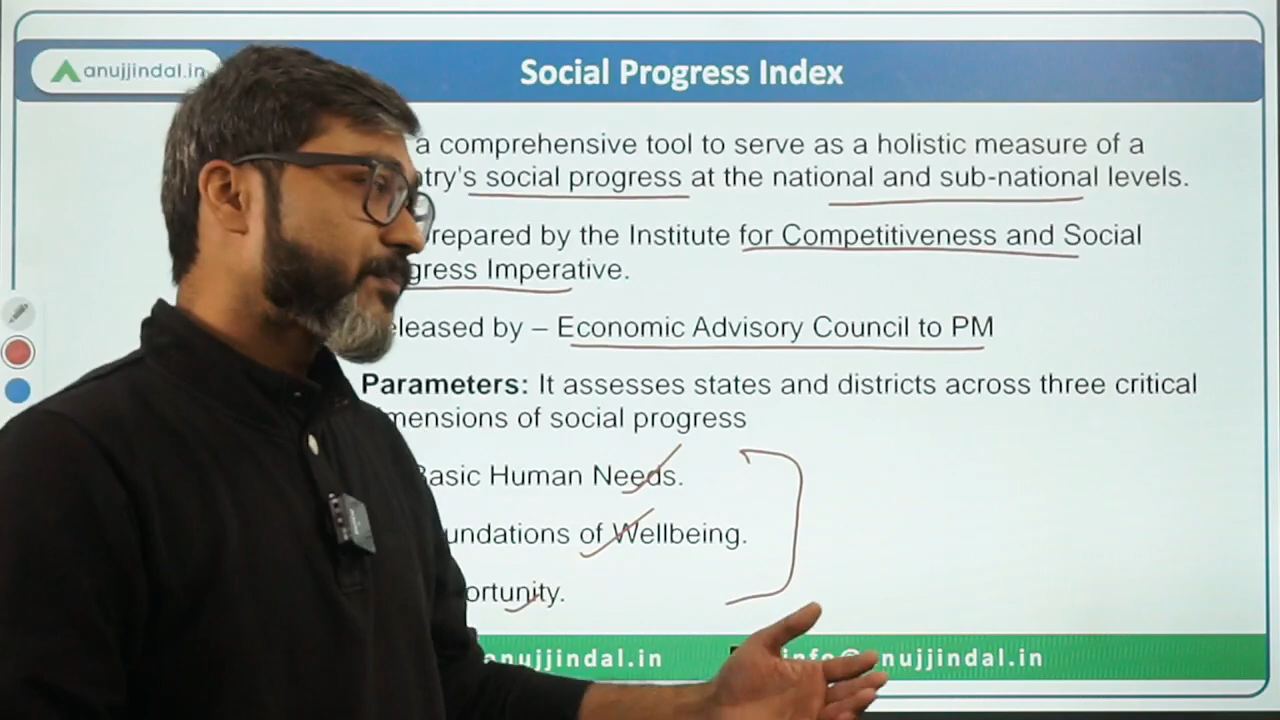 anujjindal.in
Social Progress Index
a comprehensive tool to serve as a holistic measure of a
ntry's social progress at the national and sub-national levels.
repared by the Institute for Competitiveness and Social
gress Imperative.
eleased by – Economic Advisory Council to PM
Parameters: It assesses states and districts across three critical
mensions of social progress
Basic Human Needs.
undations of Wellbeing.
ortunity.
anujjindal.in
info@anujjindal.in